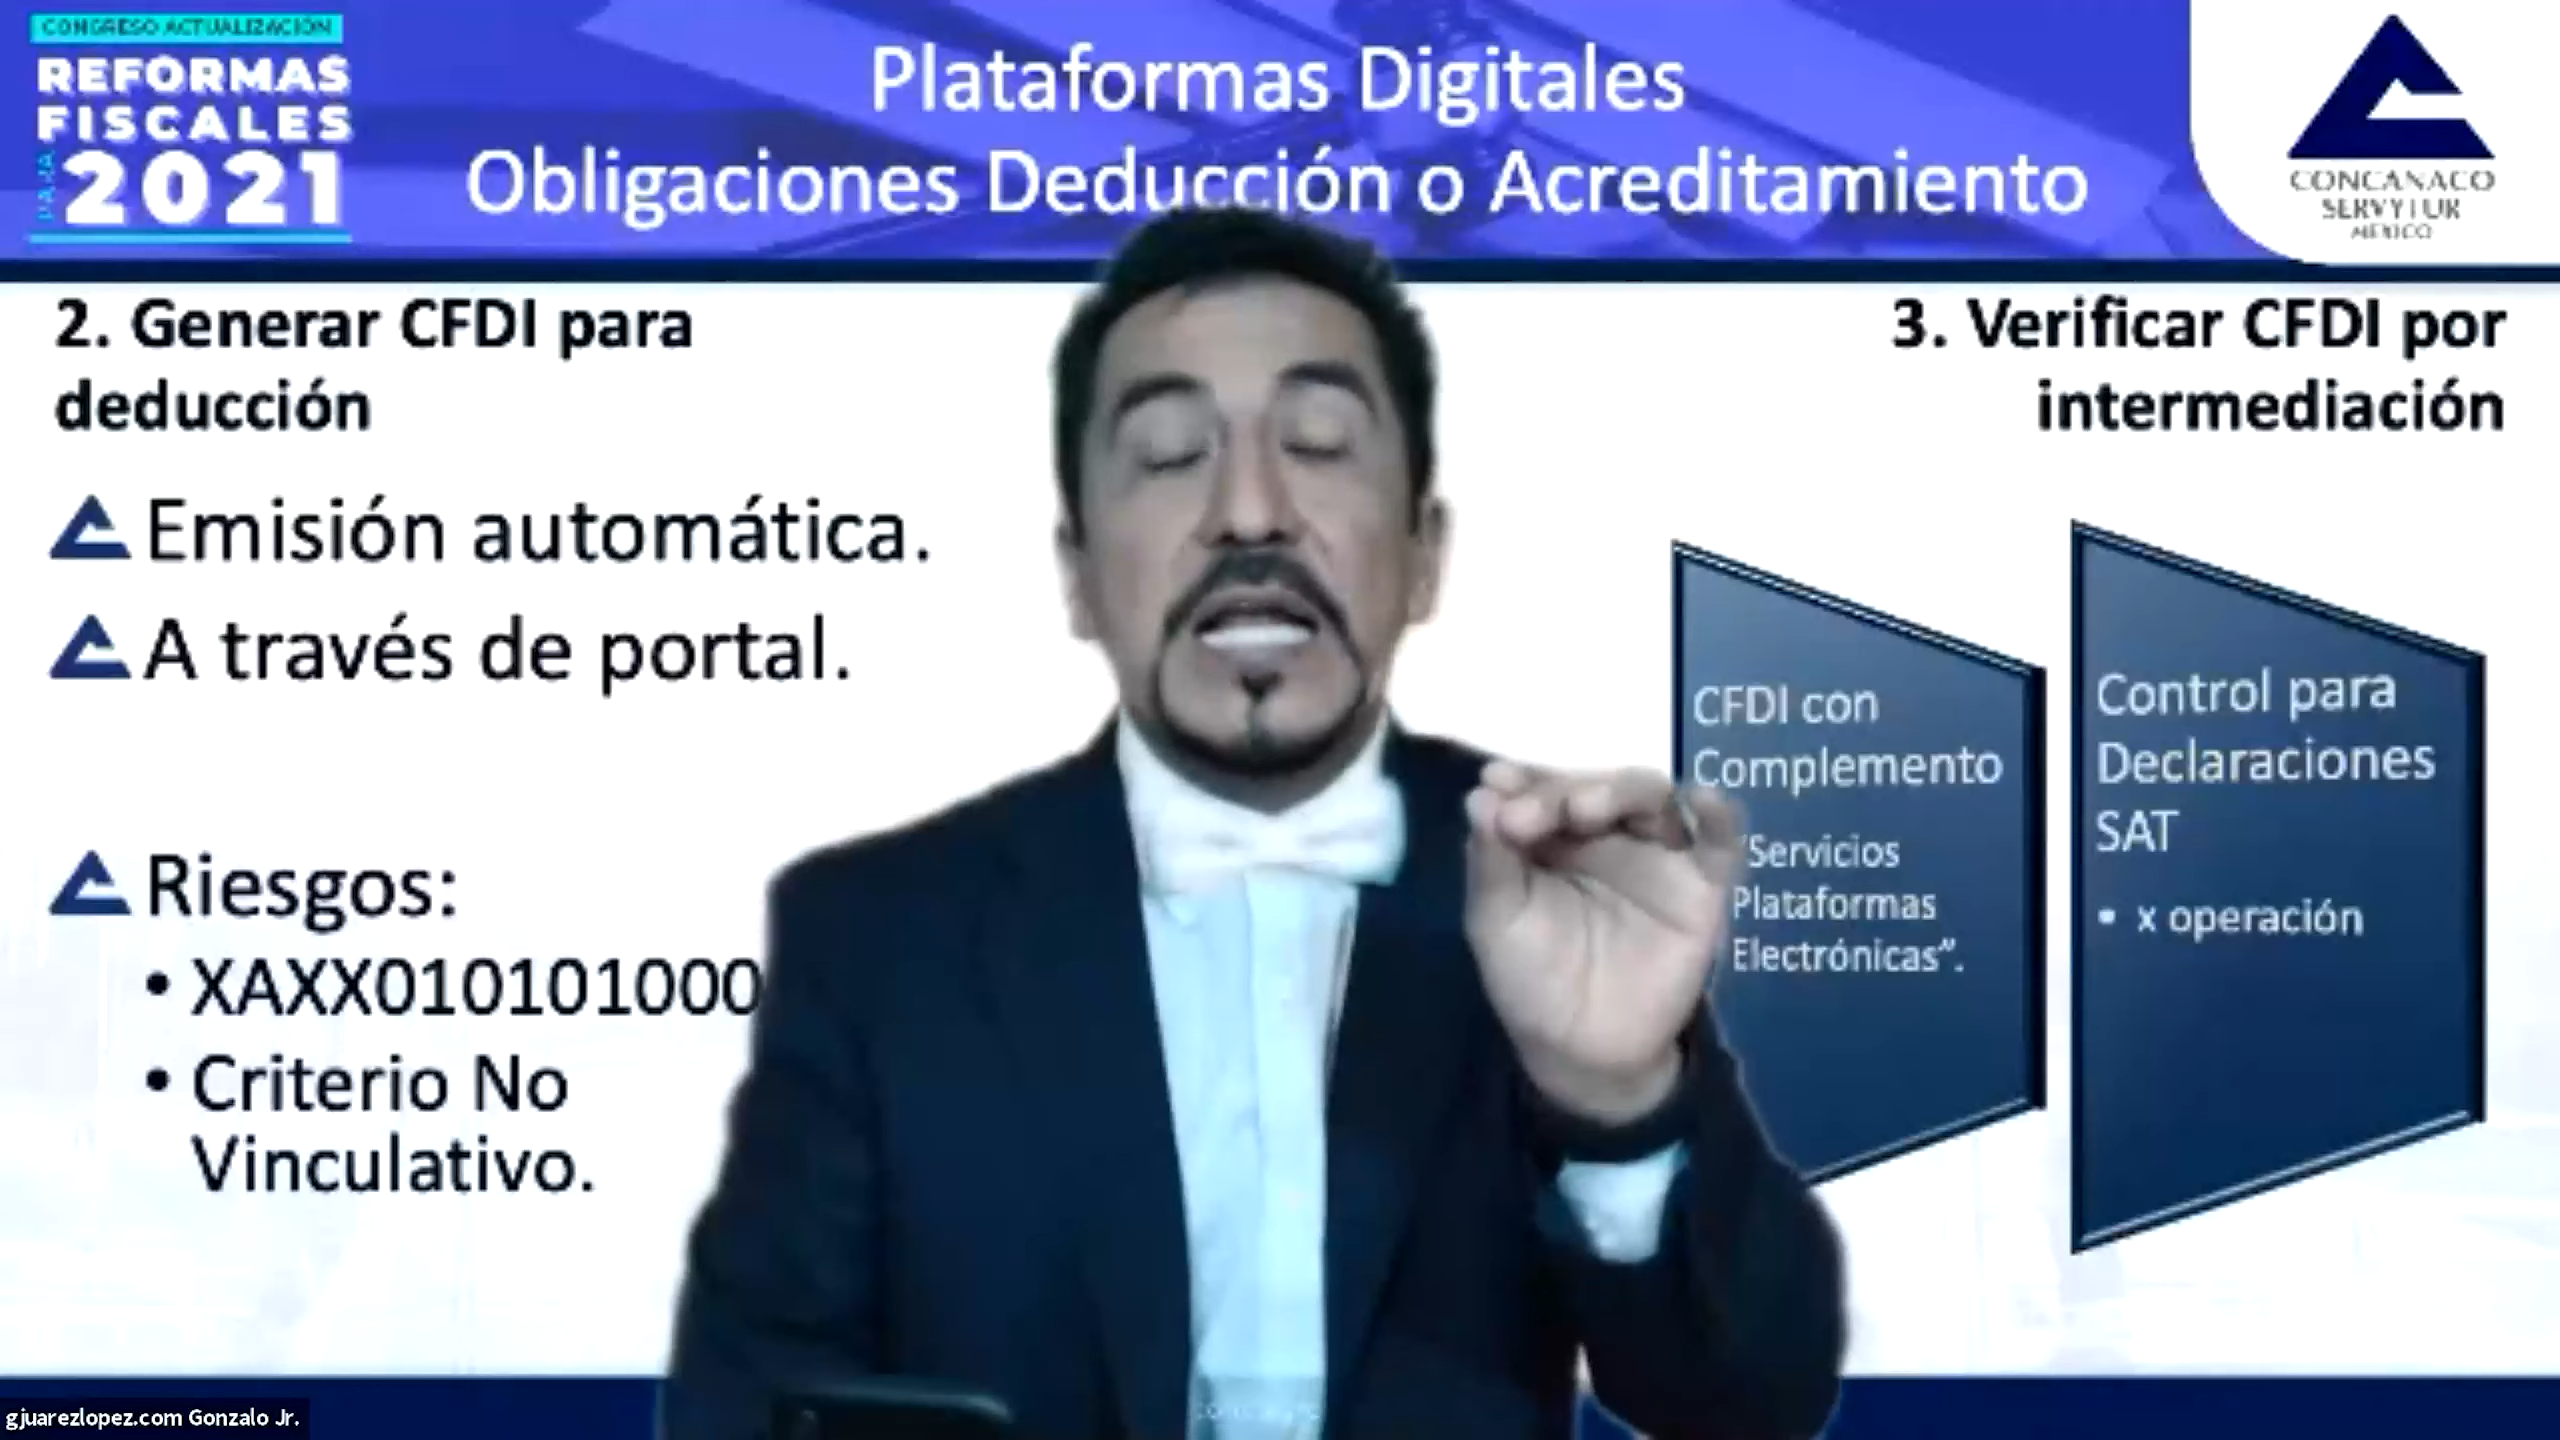 CONGRESO ACTUALIZACIÓN
REFORMAS
FISCALES
PARA
2021
Plataformas Digitales
Obligaciones Deducción o Acreditamiento
CONCANACO
SERVYTUR
MEXICO
2. Generar CFDI para
deducción
Emisión automática.
A través de portal.
Riesgos:
• XAXX010101000
• Criterio No
Vinculativo.
3. Verificar CFDI por
intermediación
CFDI con
Complemento
“Servicios
Plataformas
Electrónicas”.
Control para
Declaraciones
SAT
• x operación
gjuarezlopez.com Gonzalo Jr.